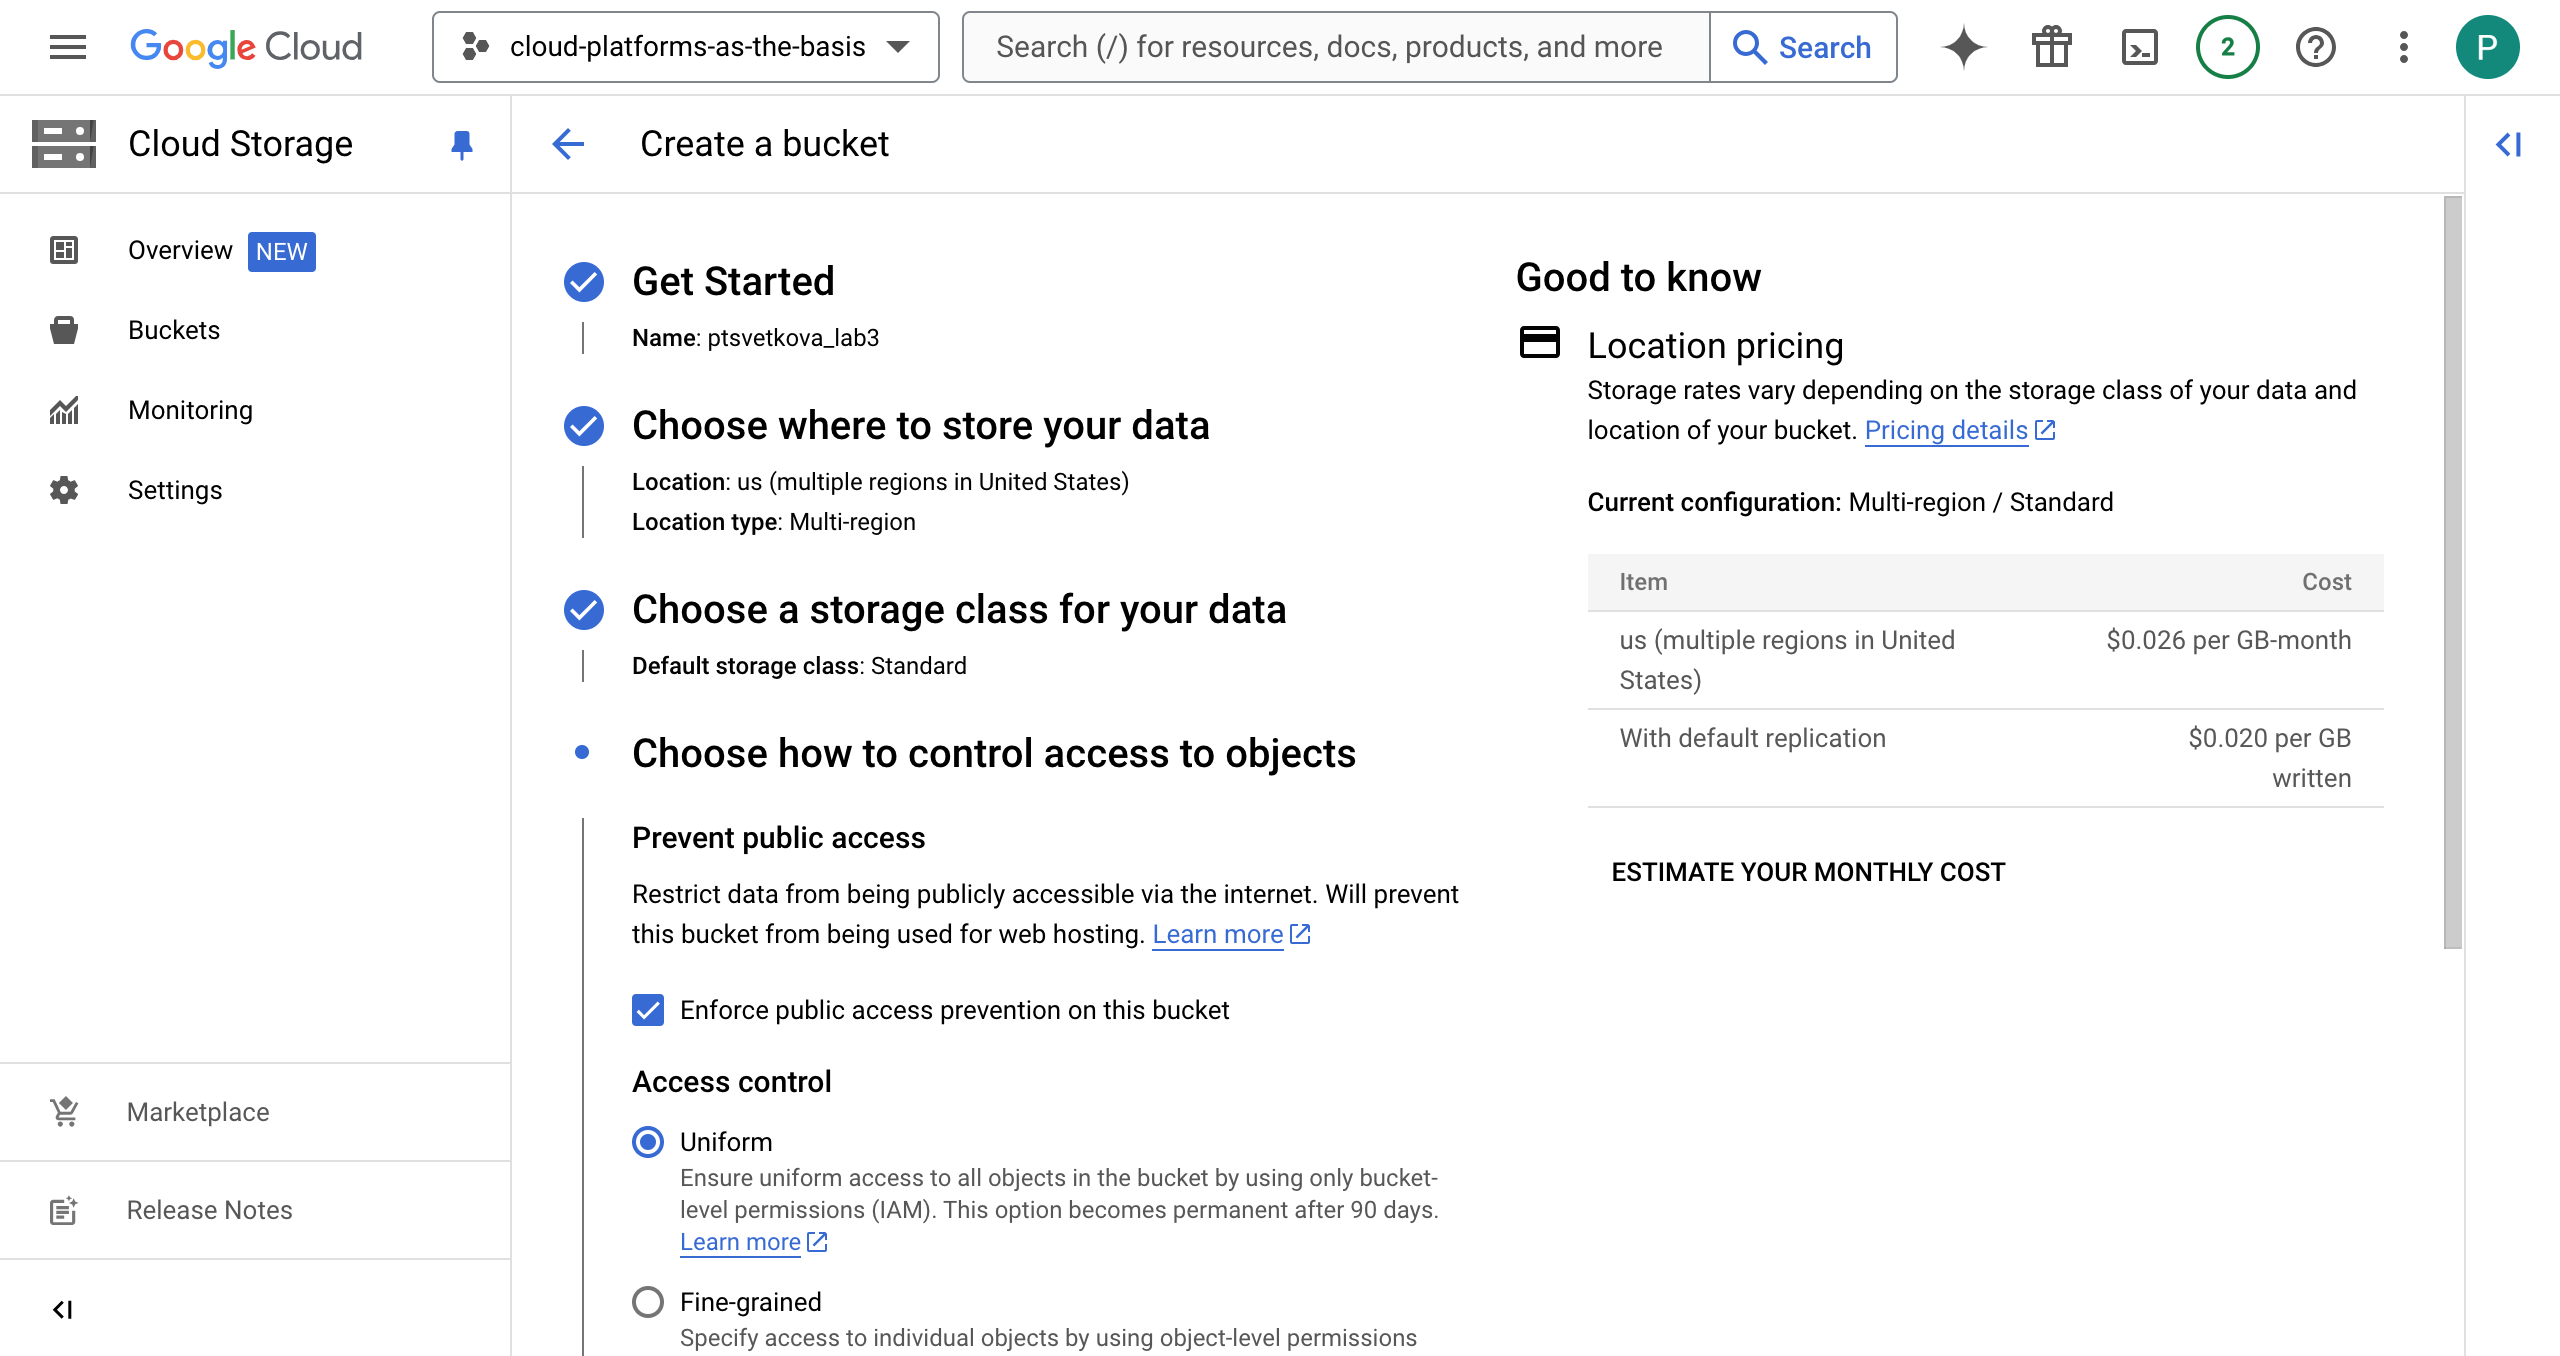 Google Cloud
cloud-platforms-as-the-basis
Search (/) for resources, docs, products, and more
Search
2
P
Cloud Storage
Create a bucket
Overview NEW
Buckets
Monitoring
Settings
Marketplace
Release Notes
Get Started
Name: ptsvetkova_lab3
Choose where to store your data
Location: us (multiple regions in United States)
Location type: Multi-region
Choose a storage class for your data
Default storage class: Standard
Choose how to control access to objects
Prevent public access
Restrict data from being publicly accessible via the internet. Will prevent
this bucket from being used for web hosting. Learn more
Enforce public access prevention on this bucket
Access control
Uniform
Ensure uniform access to all objects in the bucket by using only bucket-
level permissions (IAM). This option becomes permanent after 90 days.
Learn more
Fine-grained
Specify access to individual objects by using object-level permissions
Good to know
Location pricing
Storage rates vary depending on the storage class of your data and
location of your bucket. Pricing details
Current configuration: Multi-region / Standard
Item Cost
us (multiple regions in United $0.026 per GB-month
States)
With default replication $0.020 per GB
written
ESTIMATE YOUR MONTHLY COST